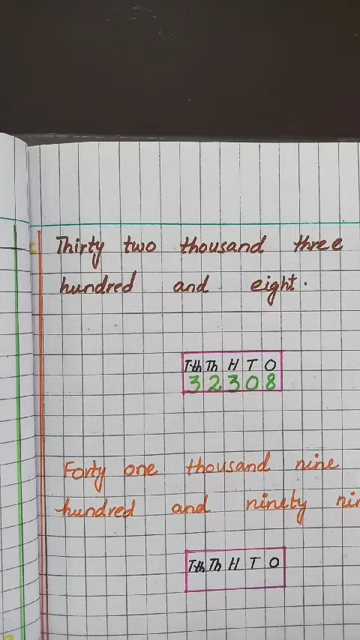 Thirty two thousand three
hundred and eight.
T-th Th H T O
3 2 3 0 8
Forty one thousand nine
hundred and ninety
T-th Th H T O